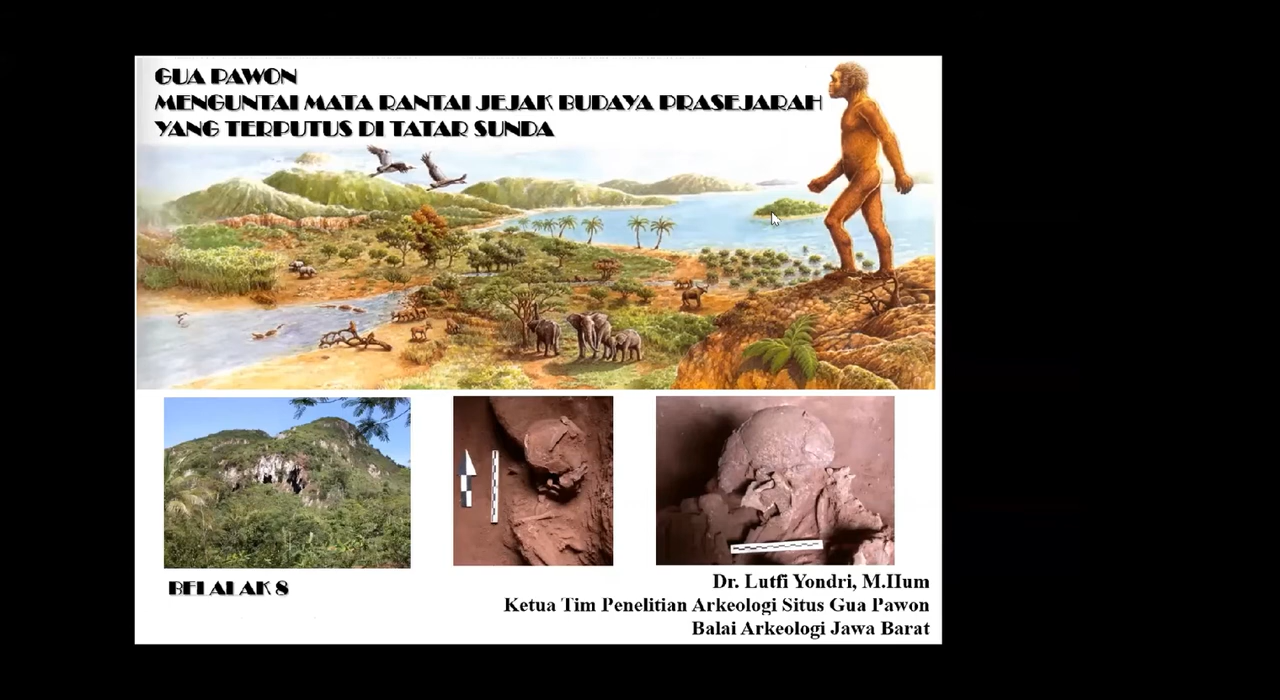 GUA PAWON
MENGUNTAI MATA RANTAI JEJAK BUDAYA PRASEJARAH
YANG TERPUTUS DI TATAR SUNDA
BELALAK 8
Dr. Lutfi Yondri, M.Hum
Ketua Tim Penelitian Arkeologi Situs Gua Pawon
Balai Arkeologi Jawa Barat